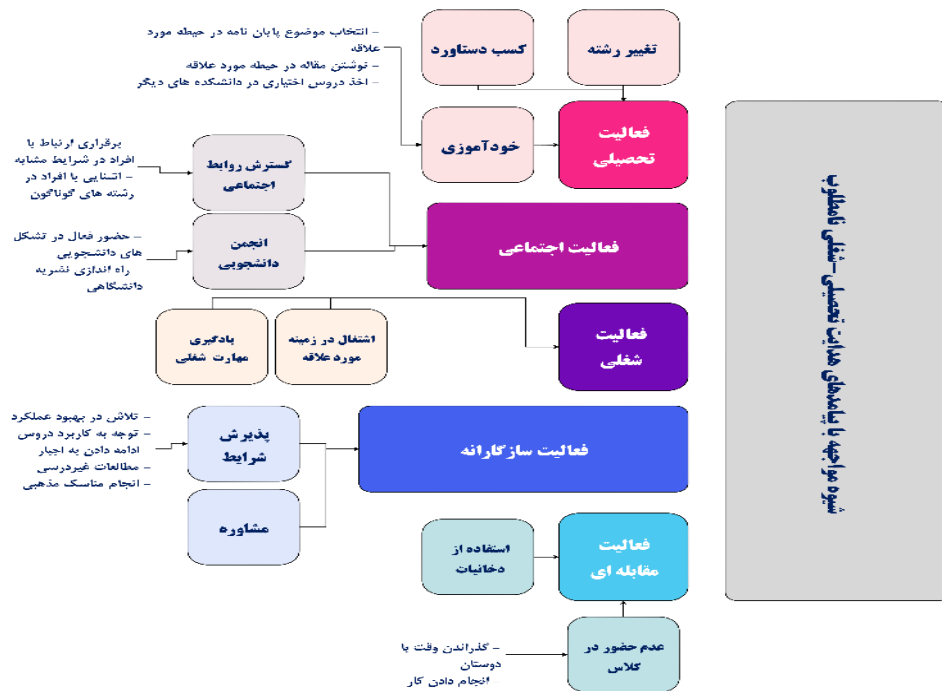 شیوه مواجهه با پیامدهای هدایت تحصیلی-شغلی نامطلوب
تغییر رشته
کسب دستاورد
فعالیت
تحصیلی
خودآموزی
- انتخاب موضوع پایان نامه در حیطه مورد
علاقه
- نوشتن مقاله در حیطه مورد علاقه
- اخذ دروس اختیاری در دانشکده های دیگر
فعالیت اجتماعی
گسترش روابط
اجتماعی
برقراری ارتباط با
افراد در شرایط مشابه
- اشنایی با افراد در
رشته های گوناگون
انجمن
دانشجویی
- حضور فعال در تشکل
های دانشجویی
راه اندازی نشریه
دانشگاهی
فعالیت
شغلی
اشتغال در زمینه
مورد علاقه
یادگیری
مهارت شغلی
فعالیت سازگارانه
پذیرش
شرایط
- تلاش در بهبود عملکرد
- توجه به کاربرد دروس
ادامه دادن به اجبار
- مطالعات غیردرسی
- انجام مناسک مذهبی
مشاوره
فعالیت
مقابله ای
استفاده از
دخانیات
عدم حضور در
کلاس
- گذراندن وقت با
دوستان
انجام دادن کار